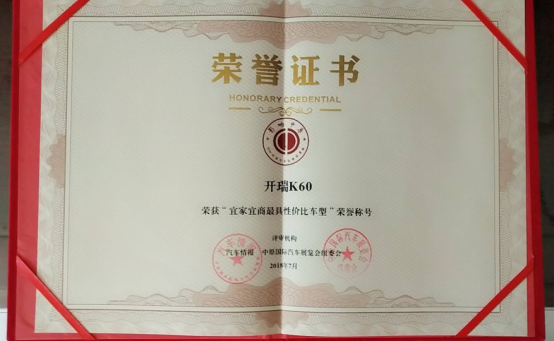 荣誉证书
HONORARY CREDENTIAL
开瑞K60
荣获“宜家宜商最具性价比车型”荣誉称号
评审机构
汽车情报 中原国际汽车展览会组委会
2018年7月